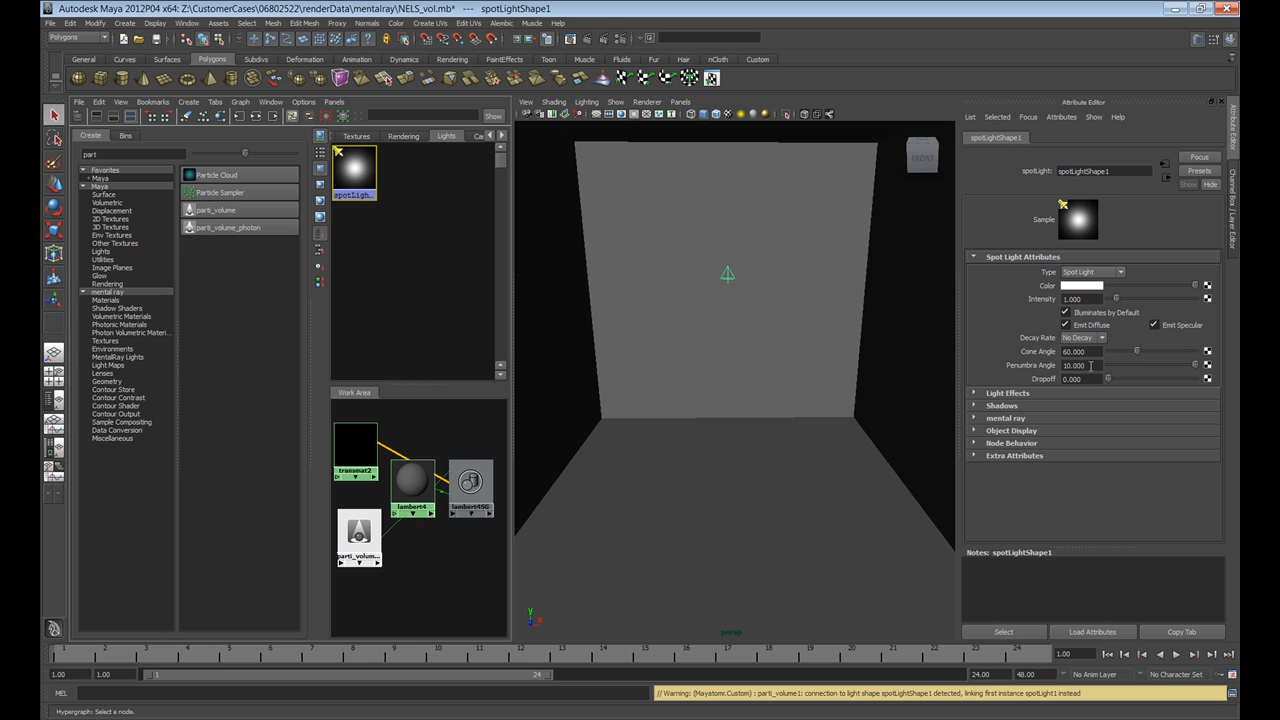 Autodesk Maya 2012P04 x64: Z:\CustomerCases\06802522\renderData\mentalray\NELS_vol.mb* --- spotLightShape1
File Edit Modify Create Display Window Assets Select Mesh Edit Mesh Proxy Normals Color Create UVs Edit UVs Alembic Muscle Help
Polygons
General Curves Surfaces Polygons Subdivs Deformation Animation Dynamics Rendering PaintEffects Toon Muscle Fluids Fur Hair nCloth Custom
File Edit View Bookmarks Create Tabs Graph Window Options Panels
View Shading Lighting Show Renderer Panels
Attribute Editor
List Selected Focus Attributes Show Help
Show
Create Bins
Textures Rendering Lights Ca
spotLightShape1
part
Favorites
Maya
Maya
Surface
Volumetric
Displacement
2D Textures
3D Textures
Env Textures
Other Textures
Lights
Utilities
Image Planes
Glow
Rendering
mental ray
Materials
Shadow Shaders
Volumetric Materials
Photonic Materials
Photon Volumetric Materi...
Textures
Environments
MentalRay Lights
Light Maps
Lenses
Geometry
Contour Store
Contour Contrast
Contour Shader
Contour Output
Sample Compositing
Data Conversion
Miscellaneous
Particle Cloud
Particle Sampler
parti_volume
parti_volume_photon
spotLigh...
Work Area
transmat2
lambert4
lambert4SG
parti_volum...
FRONT
persp
y
x
Focus
spotLight: spotLightShape1
Presets
Show Hide
Sample
Spot Light Attributes
Type Spot Light
Color
Intensity 1.000
Illuminates by Default
Emit Diffuse Emit Specular
Decay Rate No Decay
Cone Angle 60.000
Penumbra Angle 10.000
Dropoff 0.000
Light Effects
Shadows
mental ray
Object Display
Node Behavior
Extra Attributes
Notes: spotLightShape1
Select Load Attributes Copy Tab
Attribute Editor
Channel Box / Layer Editor
1 2 3 4 5 6 7 8 9 10 11 12 13 14 15 16 17 18 19 20 21 22 23 24
1.00
1.00 1.00 1 24 24.00 48.00 No Anim Layer No Character Set
MEL
// Warning: (Mayatomr.Custom) : parti_volume1: connection to light shape spotLightShape1 detected, linking first instance spotLight1 instead
Hypergraph: Select a node.